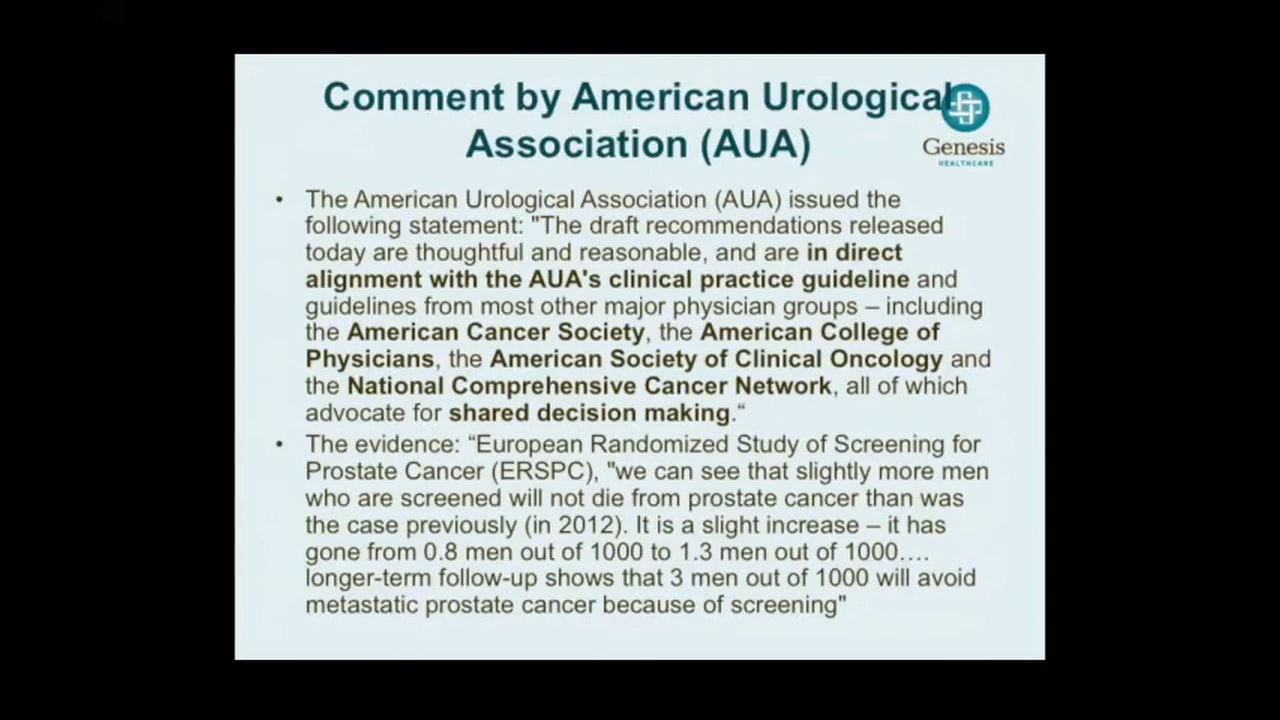 Comment by American Urological
Association (AUA)
Genesis
HEALTHCARE
• The American Urological Association (AUA) issued the
following statement: "The draft recommendations released
today are thoughtful and reasonable, and are in direct
alignment with the AUA's clinical practice guideline and
guidelines from most other major physician groups – including
the American Cancer Society, the American College of
Physicians, the American Society of Clinical Oncology and
the National Comprehensive Cancer Network, all of which
advocate for shared decision making.“
• The evidence: “European Randomized Study of Screening for
Prostate Cancer (ERSPC), "we can see that slightly more men
who are screened will not die from prostate cancer than was
the case previously (in 2012). It is a slight increase – it has
gone from 0.8 men out of 1000 to 1.3 men out of 1000….
longer-term follow-up shows that 3 men out of 1000 will avoid
metastatic prostate cancer because of screening"